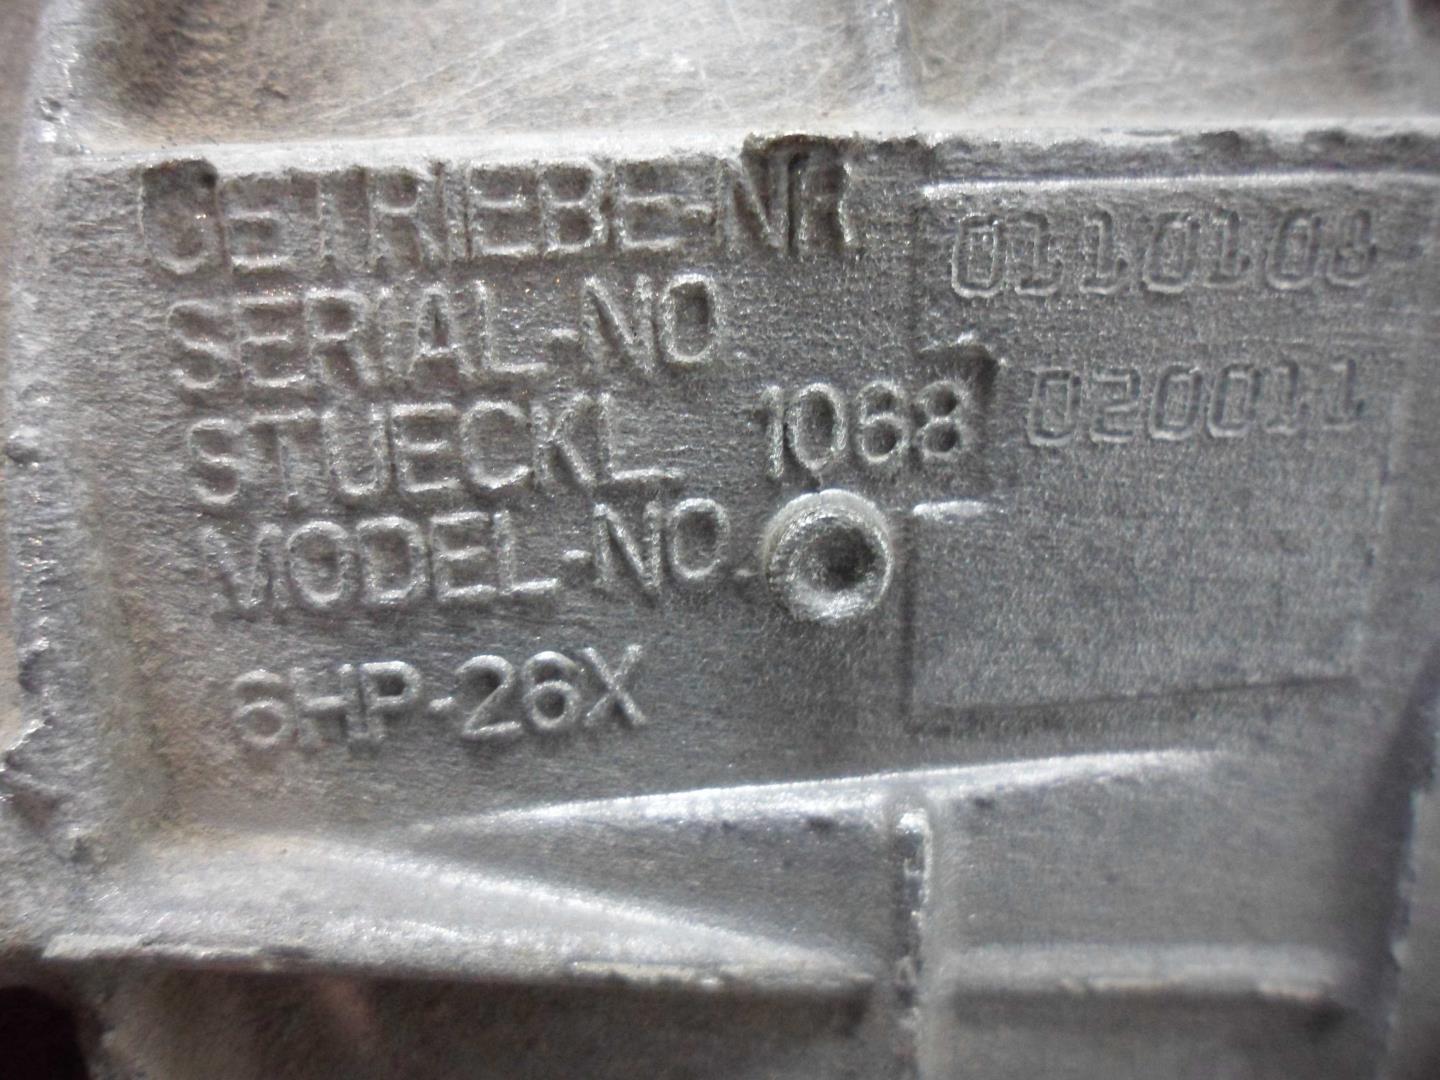 GETRIEBE-NR 0110108
SERIAL-NO.
STUECKL. 1068 020011
MODEL-NO.
6HP-26X